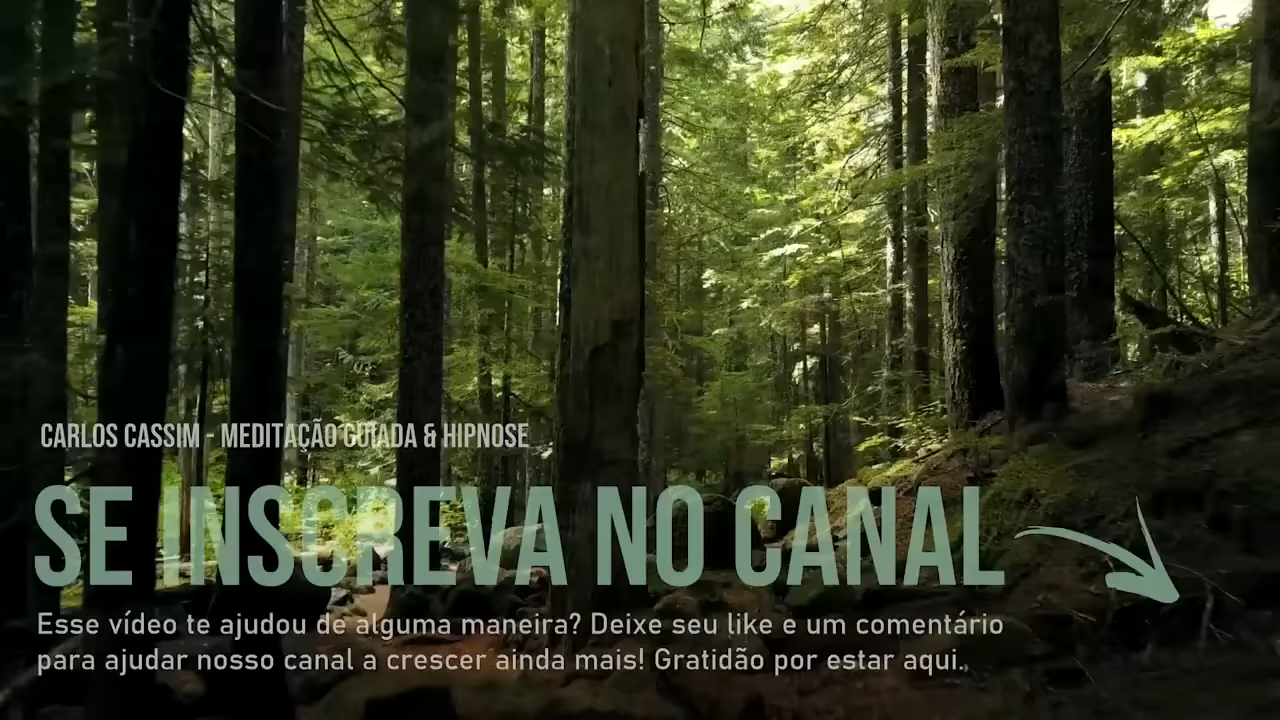 CARLOS CASSIM - MEDITAÇÃO GUIADA & HIPNOSE
SE INSCREVA NO CANAL
Esse vídeo te ajudou de alguma maneira? Deixe seu like e um comentário
para ajudar nosso canal a crescer ainda mais! Gratidão por estar aqui.